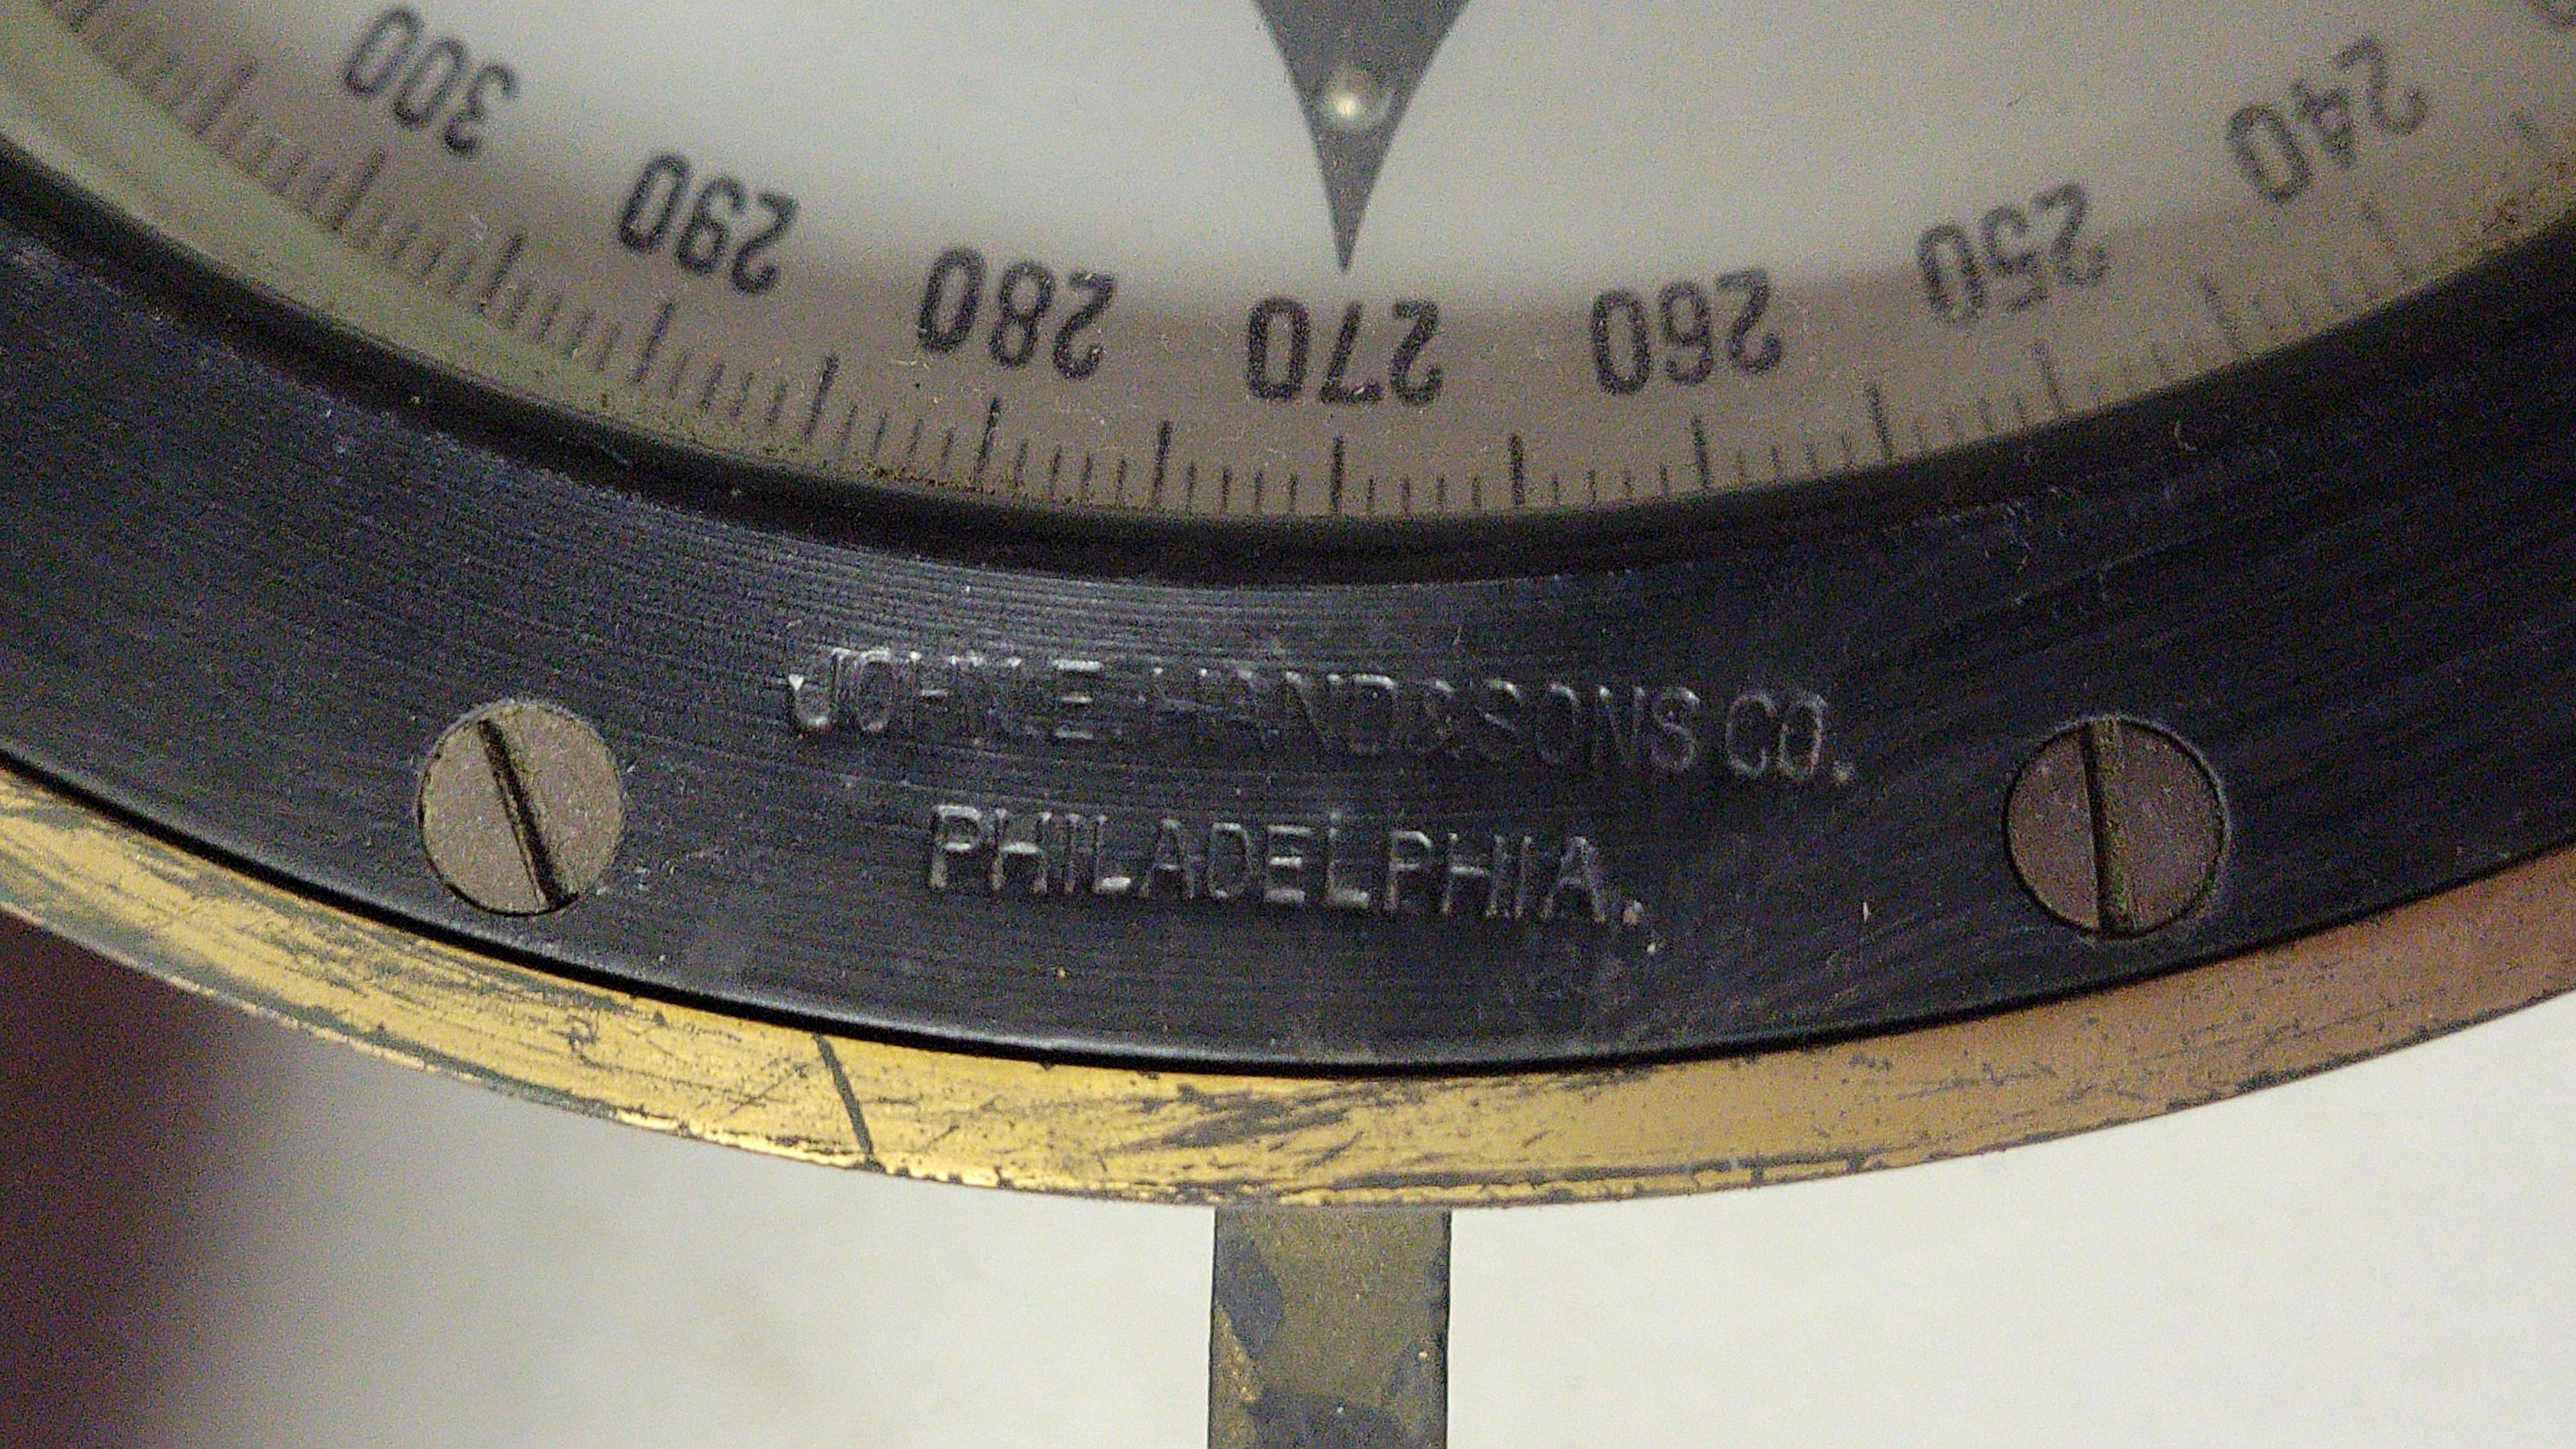 300 290 280 270 260 250 240
JOHN E. HAND & SONS CO.
PHILADELPHIA.